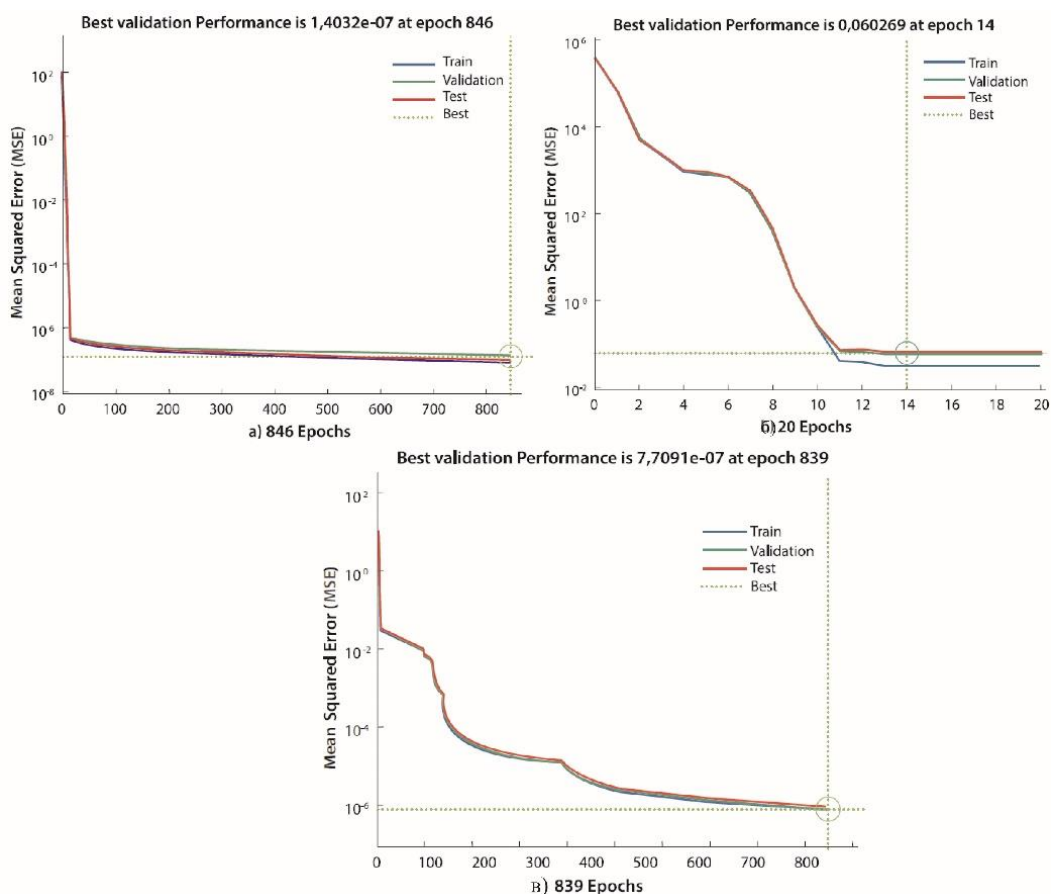 Best validation Performance is 1,4032e-07 at epoch 846
Mean Squared Error (MSE)
10²
10⁰
10⁻²
10⁻⁴
10⁻⁶
10⁻⁸
Train
Validation
Test
Best
0 100 200 300 400 500 600 700 800
а) 846 Epochs
Best validation Performance is 0,060269 at epoch 14
Mean Squared Error (MSE)
10⁶
10⁴
10²
10⁰
10⁻²
Train
Validation
Test
Best
0 2 4 6 8 10 12 14 16 18 20
б) 20 Epochs
Best validation Performance is 7,7091e-07 at epoch 839
Mean Squared Error (MSE)
10²
10⁰
10⁻²
10⁻⁴
10⁻⁶
Train
Validation
Test
Best
0 100 200 300 400 500 600 700 800
в) 839 Epochs